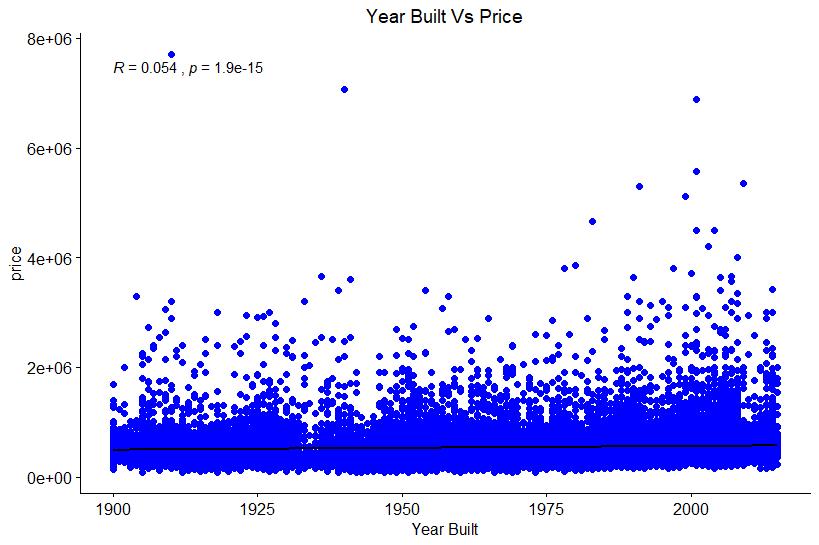 Year Built Vs Price
8e+06
R = 0.054 , p = 1.9e-15
6e+06
4e+06
price
2e+06
0e+00
1900 1925 1950 1975 2000
Year Built